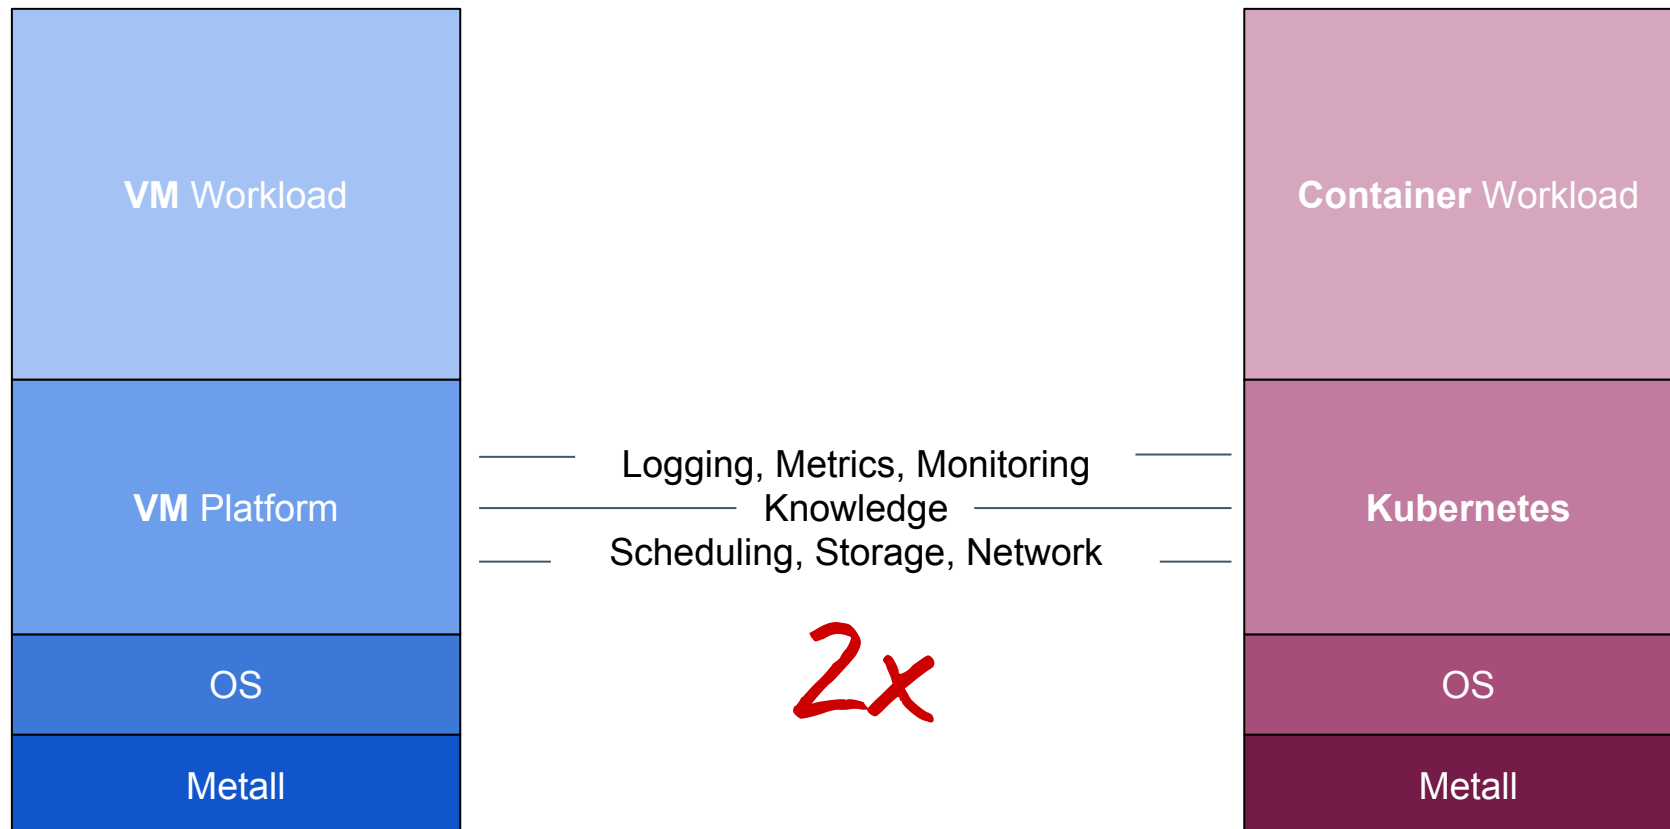 VM Workload
VM Platform
OS
Metall
Logging, Metrics, Monitoring
Knowledge
Scheduling, Storage, Network
2x
Container Workload
Kubernetes
OS
Metall